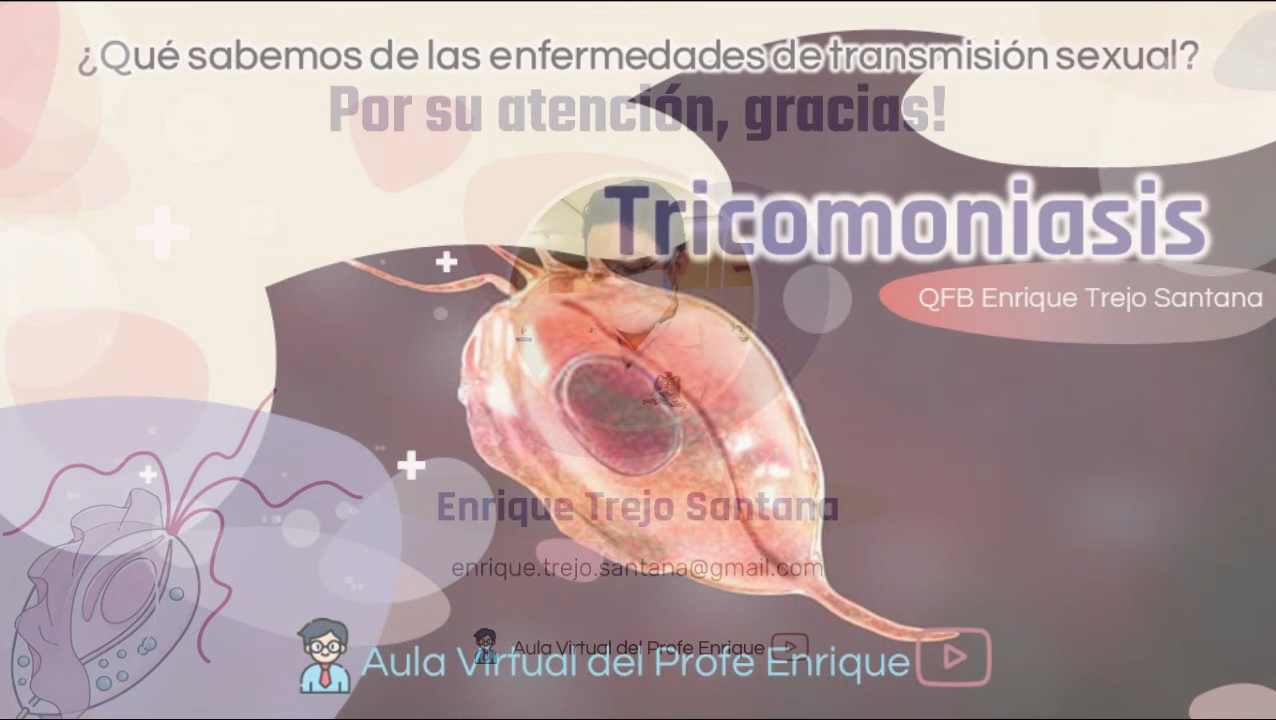 ¿Qué sabemos de las enfermedades de transmisión sexual?
Por su atención, gracias!
Tricomoniasis
QFB Enrique Trejo Santana
Enrique Trejo Santana
enrique.trejo.santana@gmail.com
Aula Virtual del Profe Enrique
Aula Virtual del Profe Enrique